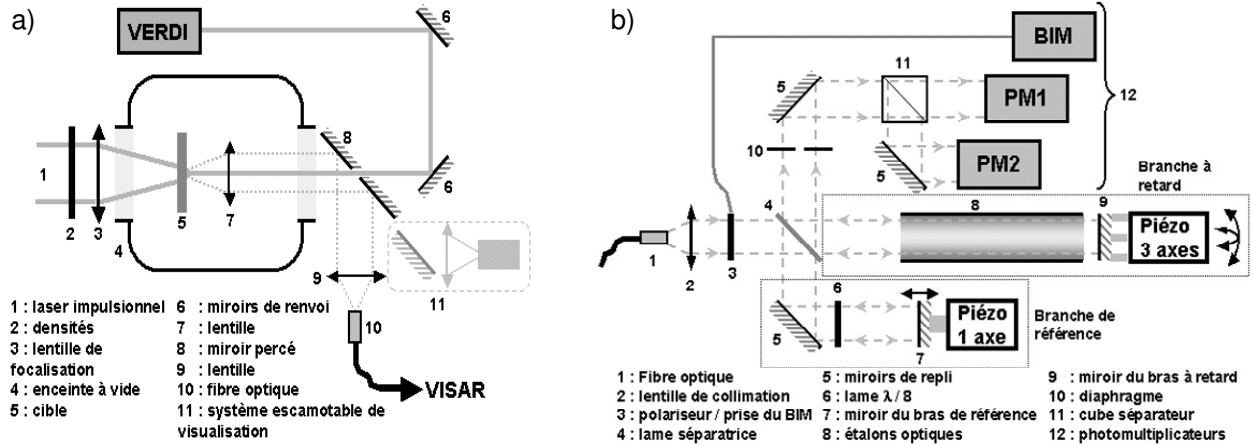 a)
VERDI
6
8
1
2
3
4
5
7
6
9
11
10
VISAR
1 : laser impulsionnel
2 : densités
3 : lentille de
focalisation
4 : enceinte à vide
5 : cible
6 : miroirs de renvoi
7 : lentille
8 : miroir percé
9 : lentille
10 : fibre optique
11 : système escamotable de
visualisation
b)
BIM
11
5
PM1
12
10
PM2
5
Branche à
retard
4
8
9
Piézo
3 axes
1
2
3
6
5
7
Piézo
1 axe
Branche de
référence
1 : Fibre optique
2 : lentille de collimation
3 : polariseur / prise du BIM
4 : lame séparatrice
5 : miroirs de repli
6 : lame λ / 8
7 : miroir du bras de référence
8 : étalons optiques
9 : miroir du bras à retard
10 : diaphragme
11 : cube séparateur
12 : photomultiplicateurs